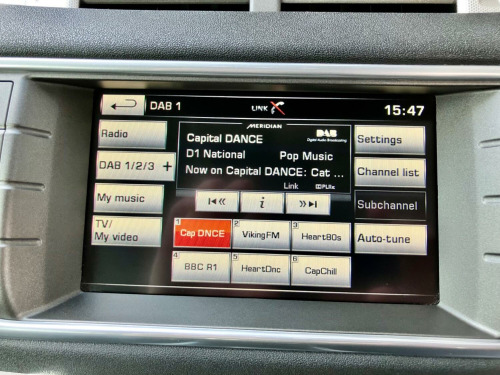 DAB 1
LINK
15:47
Radio
DAB 1/2/3 +
My music
TV/
My video
MERIDIAN
Capital DANCE
DAB
Digital Audio Broadcasting
D1 National Pop Music
Now on Capital DANCE: Cat ...
Link DDPLIIx
i
Settings
Channel list
Subchannel
Auto-tune
1 Cap DNCE
2 VikingFM
3 Heart80s
4 BBC R1
5 HeartDnc
6 CapChill